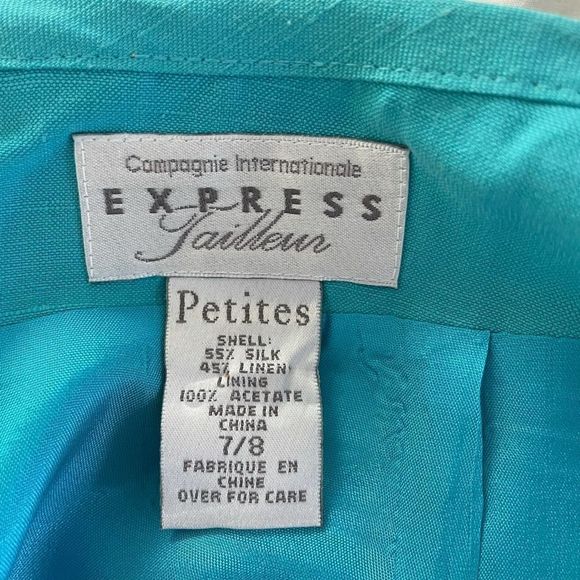 Compagnie Internationale
EXPRESS
Tailleur
Petites
SHELL:
55% SILK
45% LINEN
LINING
100% ACETATE
MADE IN
CHINA
7/8
FABRIQUE EN
CHINE
OVER FOR CARE